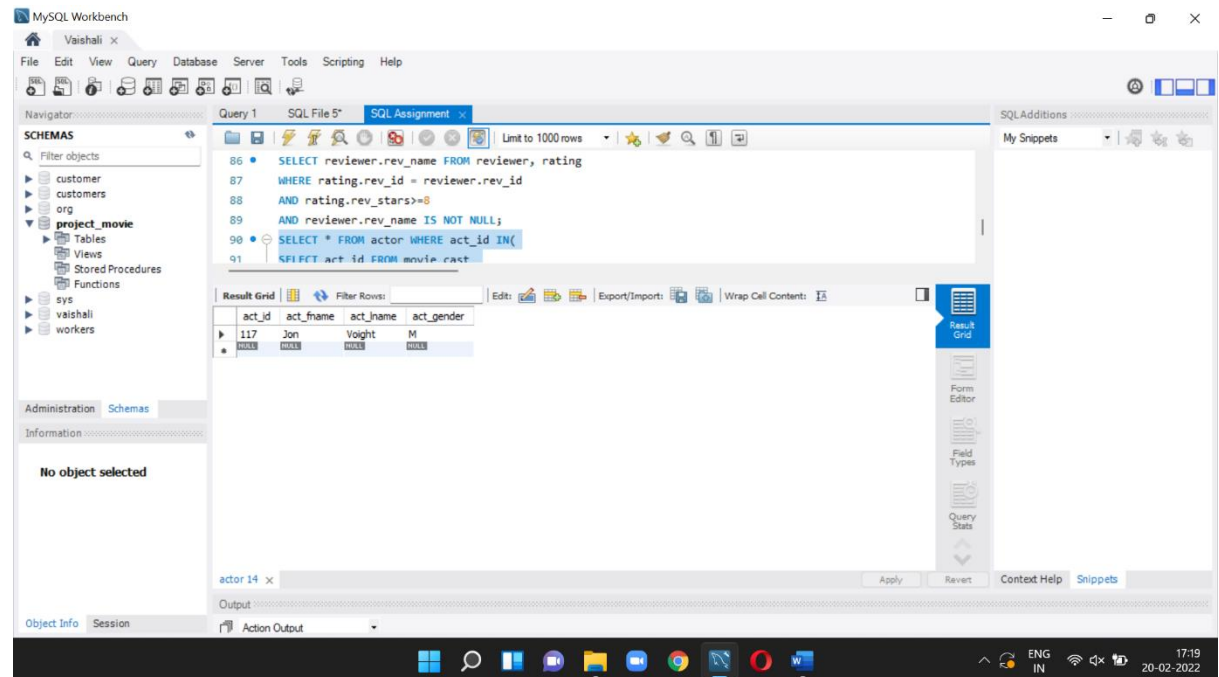 MySQL Workbench
Vaishali
File Edit View Query Database Server Tools Scripting Help
Navigator
SCHEMAS
Filter objects
customer
customers
org
project_movie
Tables
Views
Stored Procedures
Functions
sys
vaishali
workers
Administration Schemas
Information
No object selected
Object Info Session
Query 1 SQL File 5* SQL Assignment
Limit to 1000 rows
86 SELECT reviewer.rev_name FROM reviewer, rating
87 WHERE rating.rev_id = reviewer.rev_id
88 AND rating.rev_stars>=8
89 AND reviewer.rev_name IS NOT NULL;
90 SELECT * FROM actor WHERE act_id IN(
91 SELECT act_id FROM movie_cast
Result Grid Filter Rows: Edit: Export/Import: Wrap Cell Content:
act_id act_fname act_lname act_gender
117 Jon Voight M
NULL NULL NULL NULL
Result
Grid
Form
Editor
Field
Types
Query
Stats
actor 14 Apply Revert
Output
Action Output
SQLAdditions
My Snippets
Context Help Snippets
ENG
IN
17:19
20-02-2022